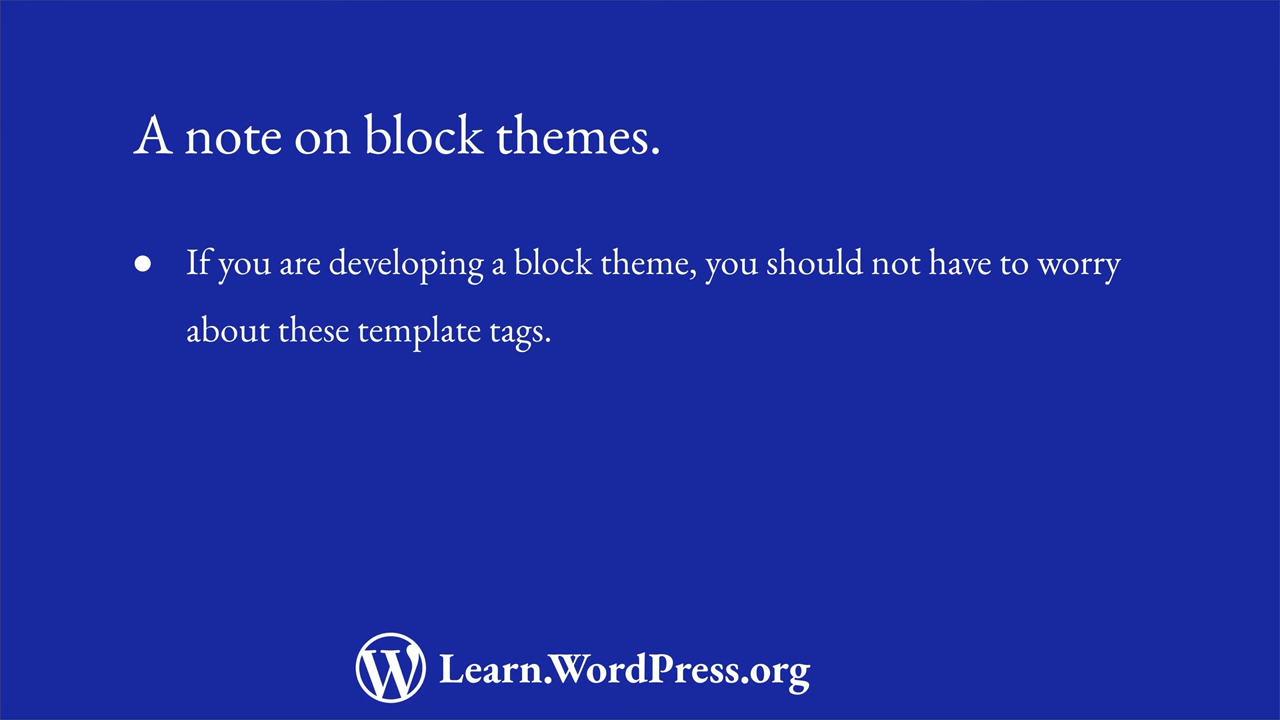 A note on block themes.
● If you are developing a block theme, you should not have to worry
about these template tags.
Learn.WordPress.org